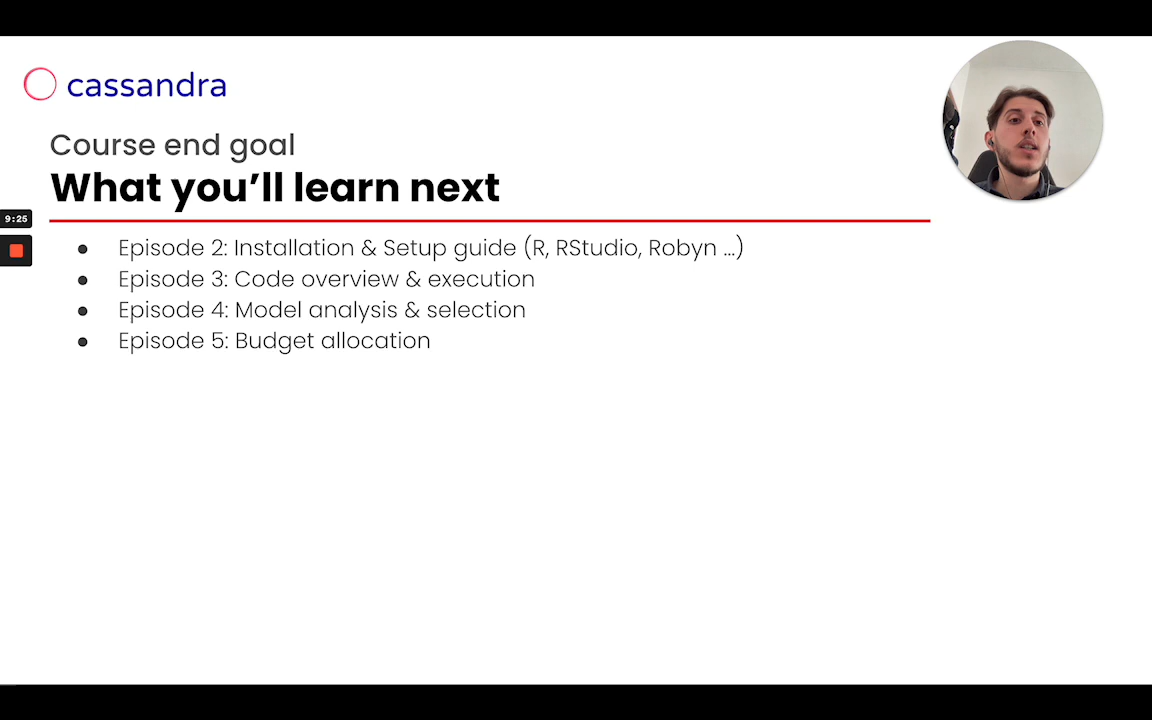 cassandra
Course end goal
What you’ll learn next
9:25
● Episode 2: Installation & Setup guide (R, RStudio, Robyn ...)
● Episode 3: Code overview & execution
● Episode 4: Model analysis & selection
● Episode 5: Budget allocation